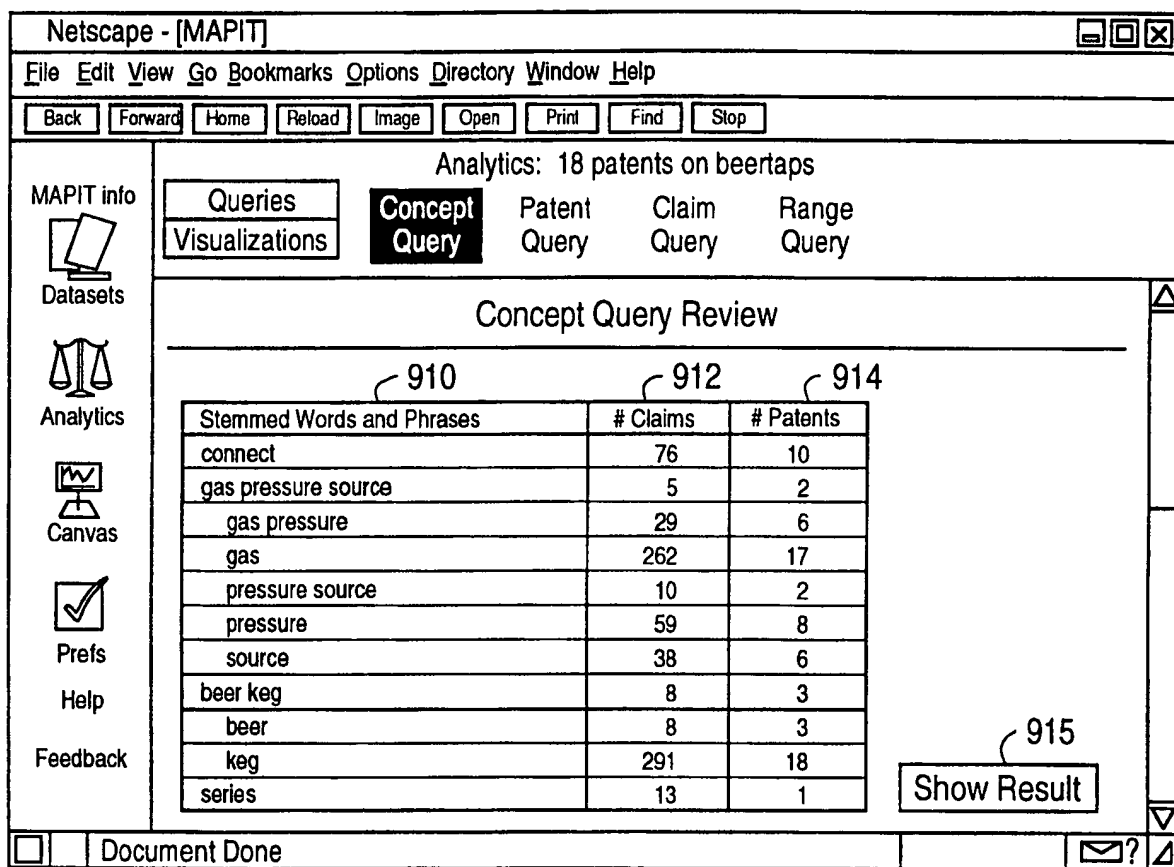 Netscape - [MAPIT]
File Edit View Go Bookmarks Options Directory Window Help
Back Forward Home Reload Image Open Print Find Stop
MAPIT info
Datasets
Analytics
Canvas
Prefs
Help
Feedback
Analytics: 18 patents on beertaps
Queries
Visualizations
Concept Query
Patent Query
Claim Query
Range Query
Concept Query Review
910 912 914
Stemmed Words and Phrases # Claims # Patents
connect 76 10
gas pressure source 5 2
gas pressure 29 6
gas 262 17
pressure source 10 2
pressure 59 8
source 38 6
beer keg 8 3
beer 8 3
keg 291 18
series 13 1
915
Show Result
Document Done
?